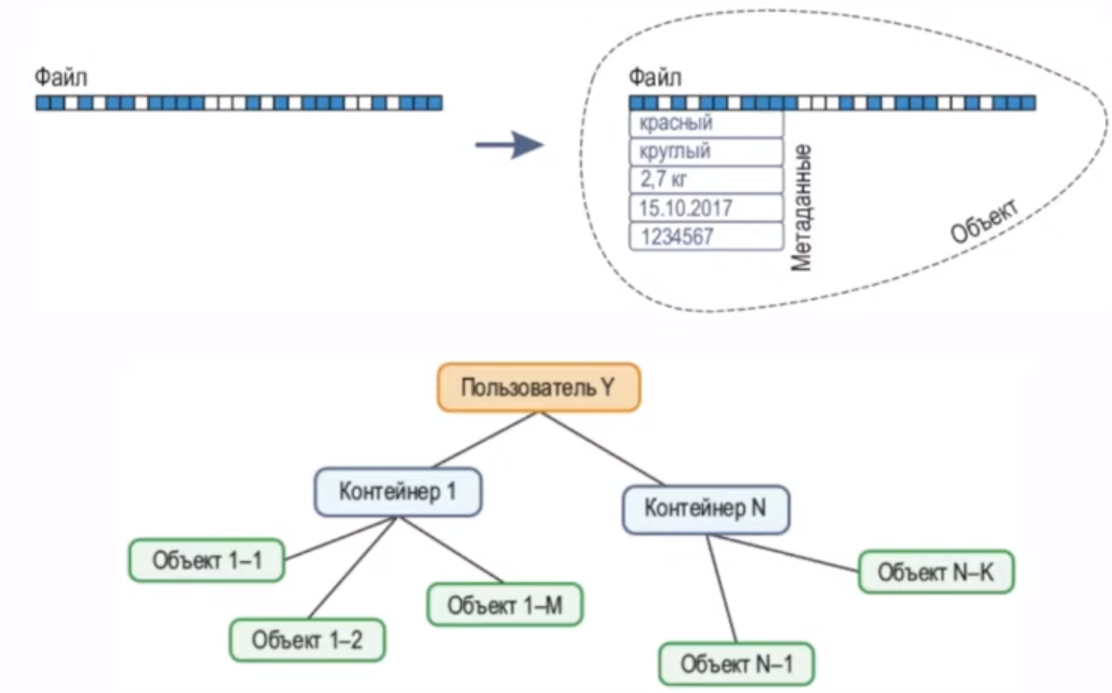 Файл
Файл
красный
круглый
2,7 кг
15.10.2017
1234567
Метаданные
Объект
Пользователь Y
Контейнер 1
Контейнер N
Объект 1–1
Объект 1–2
Объект 1–M
Объект N–1
Объект N–K